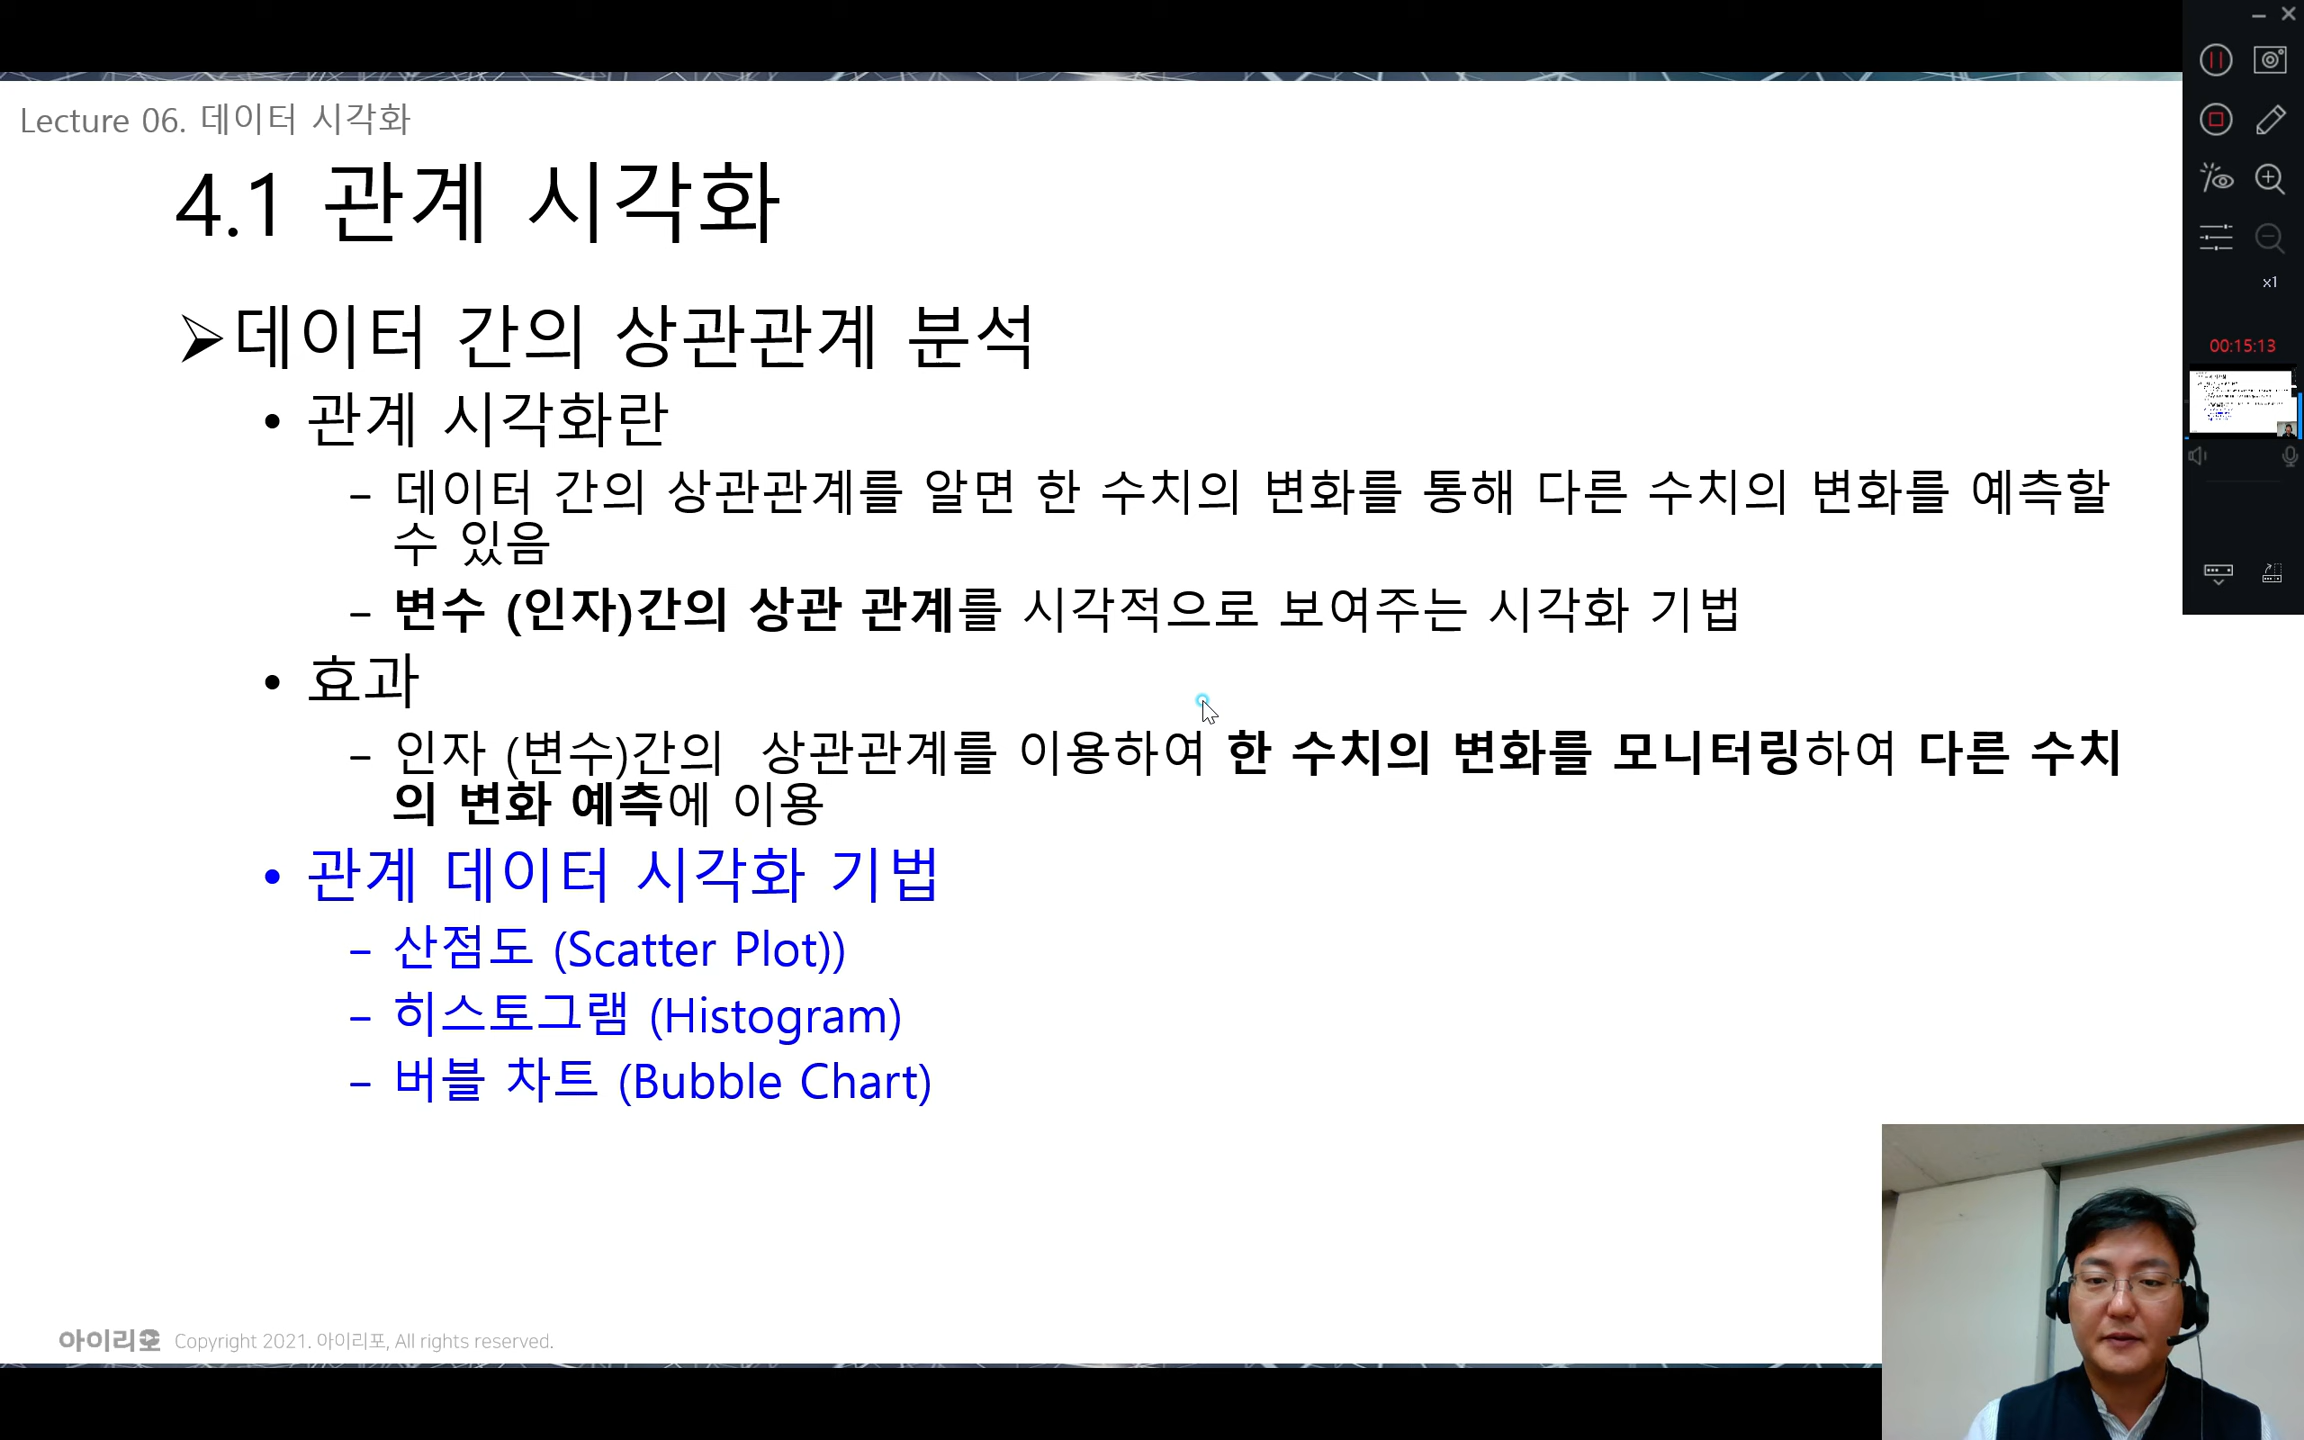 Lecture 06. 데이터 시각화
4.1 관계 시각화
➢데이터 간의 상관관계 분석
• 관계 시각화란
– 데이터 간의 상관관계를 알면 한 수치의 변화를 통해 다른 수치의 변화를 예측할
수 있음
– 변수 (인자)간의 상관 관계를 시각적으로 보여주는 시각화 기법
• 효과
– 인자 (변수)간의 상관관계를 이용하여 한 수치의 변화를 모니터링하여 다른 수치
의 변화 예측에 이용
• 관계 데이터 시각화 기법
– 산점도 (Scatter Plot))
– 히스토그램 (Histogram)
– 버블 차트 (Bubble Chart)
아이리포 Copyright 2021. 아이리포, All rights reserved.
x1
00:15:13